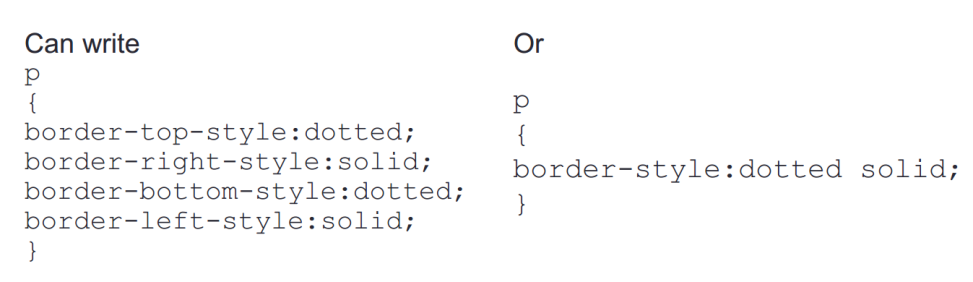 Can write
p
{
border-top-style:dotted;
border-right-style:solid;
border-bottom-style:dotted;
border-left-style:solid;
}
Or
p
{
border-style:dotted solid;
}